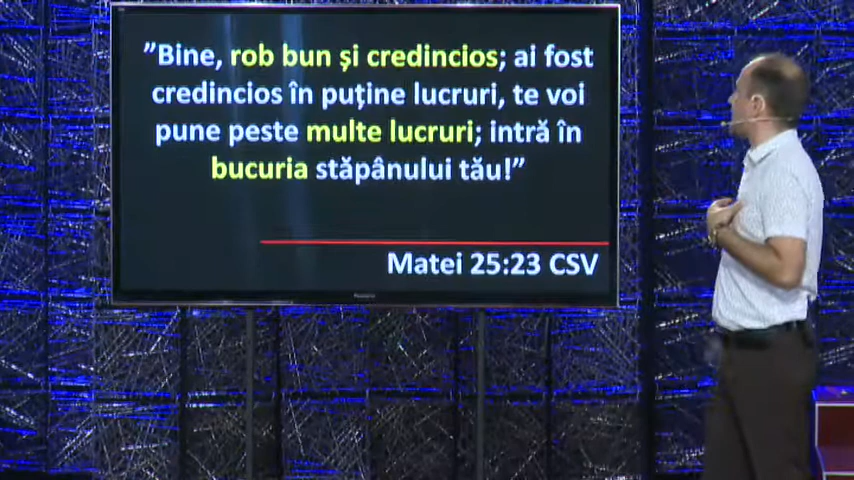 ”Bine, rob bun și credincios; ai fost
credincios în puține lucruri, te voi
pune peste multe lucruri; intră în
bucuria stăpânului tău!”
Matei 25:23 CSV